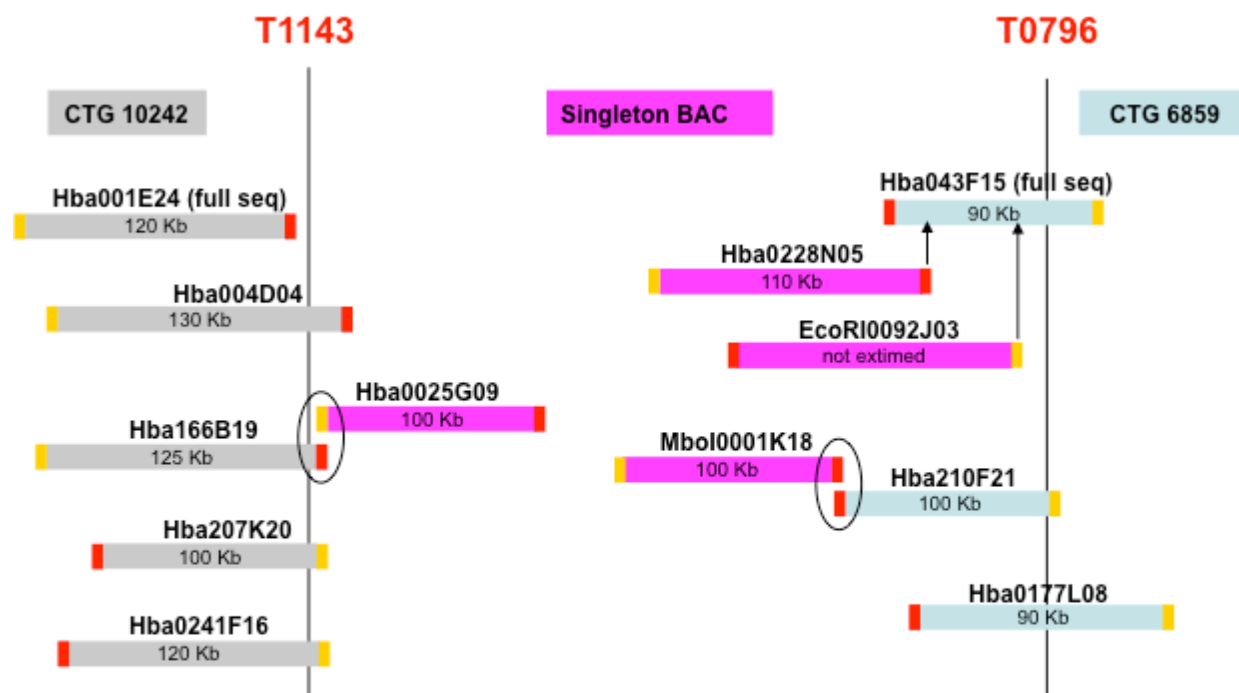 T1143
T0796
CTG 10242
Singleton BAC
CTG 6859
Hba001E24 (full seq)
120 Kb
Hba043F15 (full seq)
90 Kb
Hba0228N05
110 Kb
Hba004D04
130 Kb
EcoRI0092J03
not extimed
Hba0025G09
100 Kb
Hba166B19
125 Kb
MboI0001K18
100 Kb
Hba210F21
100 Kb
Hba207K20
100 Kb
Hba0177L08
90 Kb
Hba0241F16
120 Kb